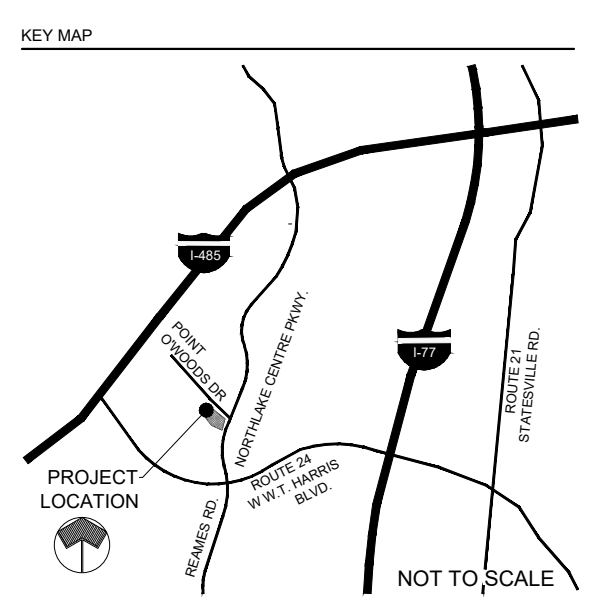 KEY MAP
I-485
POINT
O'WOODS DR
NORTHLAKE CENTRE PKWY.
I-77
ROUTE 21
STATESVILLE RD.
PROJECT
LOCATION
ROUTE 24
W W.T. HARRIS
BLVD.
REAMES RD.
NOT TO SCALE